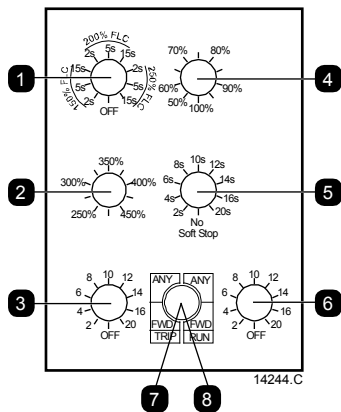 200% FLC
2s 5s 15s
15s 2s
150% FLC 5s 5s 250% FLC
2s 15s
OFF
70% 80%
60% 90%
50% 100%
1
4
350%
300% 400%
250% 450%
8s 10s 12s
6s 14s
4s 16s
2s 20s
No
Soft Stop
2
5
8 10 12
6 14
4 16
2 20
OFF
ANY ANY
FWD FWD
TRIP RUN
8 10 12
6 14
4 16
2 20
OFF
3
6
14244.C
7 8